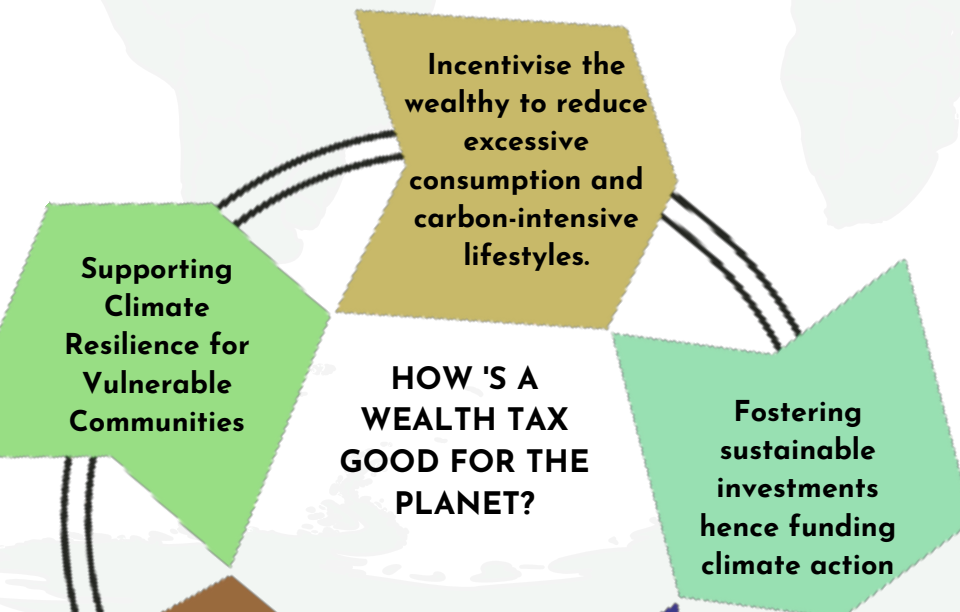 Incentivise the
wealthy to reduce
excessive
consumption and
carbon-intensive
lifestyles.
Supporting
Climate
Resilience for
Vulnerable
Communities
HOW 'S A
WEALTH TAX
GOOD FOR THE
PLANET?
Fostering
sustainable
investments
hence funding
climate action